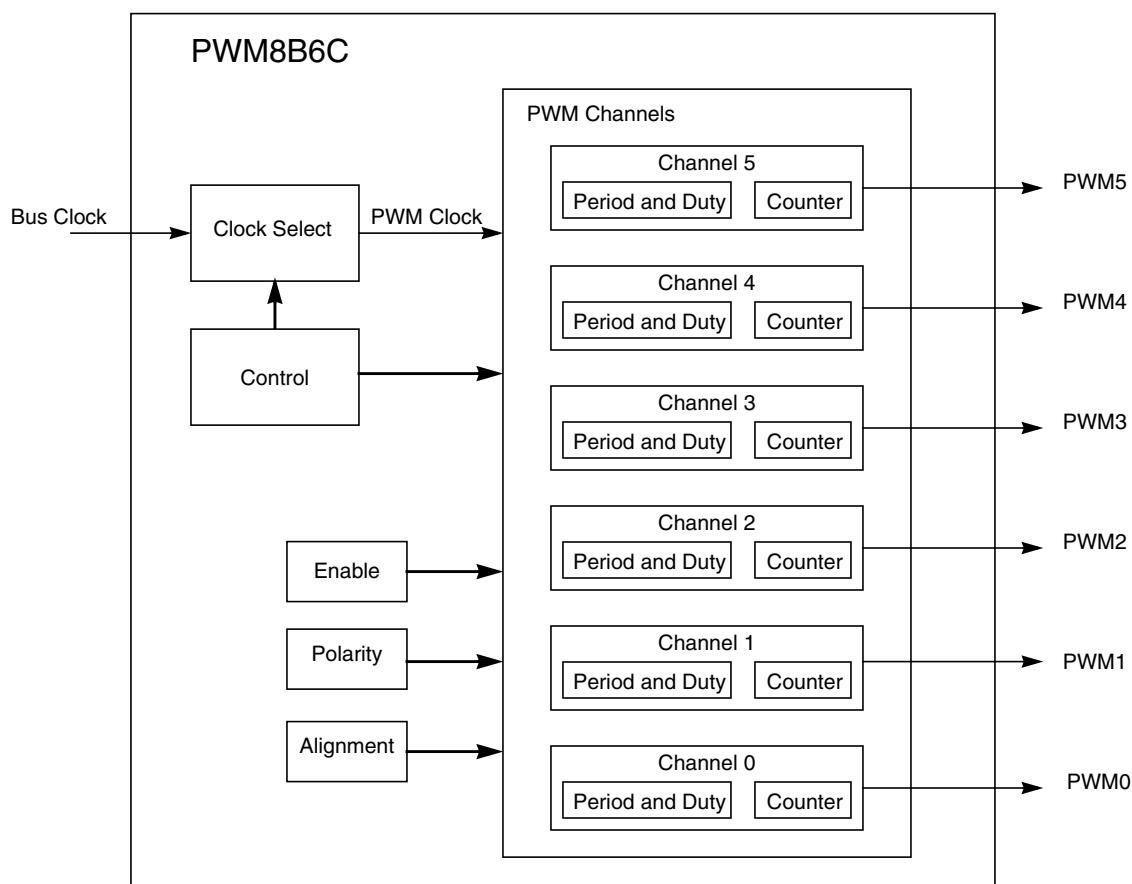 PWM8B6C
PWM Channels
Channel 5
Period and Duty
Counter
PWM5
Bus Clock
Clock Select
PWM Clock
Channel 4
Period and Duty
Counter
PWM4
Control
Channel 3
Period and Duty
Counter
PWM3
Channel 2
Period and Duty
Counter
PWM2
Enable
Polarity
Channel 1
Period and Duty
Counter
PWM1
Alignment
Channel 0
Period and Duty
Counter
PWM0